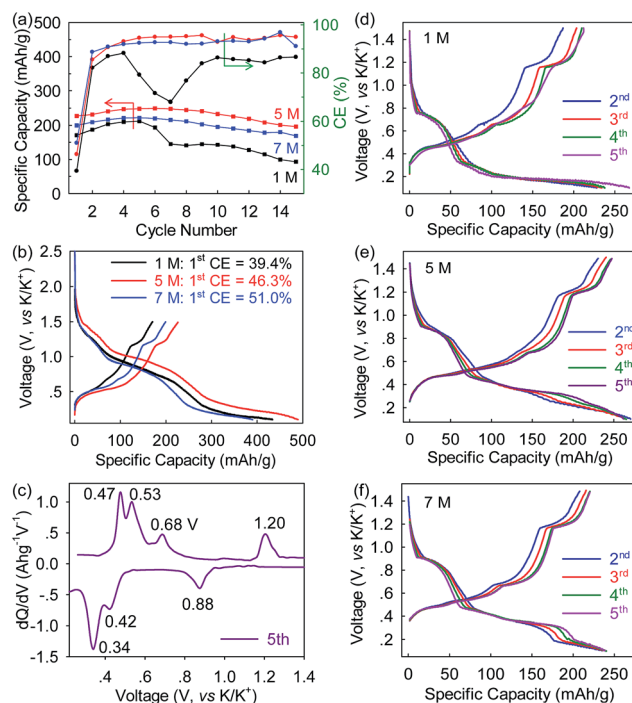 (a)
500
400
300
200
100
0
Specific Capacity (mAh/g)
100
80
60
40
CE (%)
5 M
7 M
1 M
2 4 6 8 10 12 14
Cycle Number
(b)
2.5
2.0
1.5
1.0
.5
Voltage (V, vs K/K+)
1 M: 1st CE = 39.4%
5 M: 1st CE = 46.3%
7 M: 1st CE = 51.0%
0 100 200 300 400 500
Specific Capacity (mAh/g)
(c)
1.0
.5
0.0
-.5
-1.0
-1.5
dQ/dV (Ahg-1V-1)
0.47 0.53
0.68 V
1.20
0.88
0.42
0.34
5th
.4 .6 .8 1.0 1.2 1.4
Voltage (V, vs K/K+)
(d)
1 M
1.6
1.4
1.2
1.0
.8
.6
.4
.2
Voltage (V, vs K/K+)
2nd
3rd
4th
5th
0 50 100 150 200 250
Specific Capacity (mAh/g)
(e)
5 M
1.6
1.4
1.2
1.0
.8
.6
.4
.2
Voltage (V, vs K/K+)
2nd
3rd
4th
5th
0 50 100 150 200 250
Specific Capacity (mAh/g)
(f)
7 M
1.6
1.4
1.2
1.0
.8
.6
.4
.2
Voltage (V, vs K/K+)
2nd
3rd
4th
5th
0 50 100 150 200 250
Specific Capacity (mAh/g)